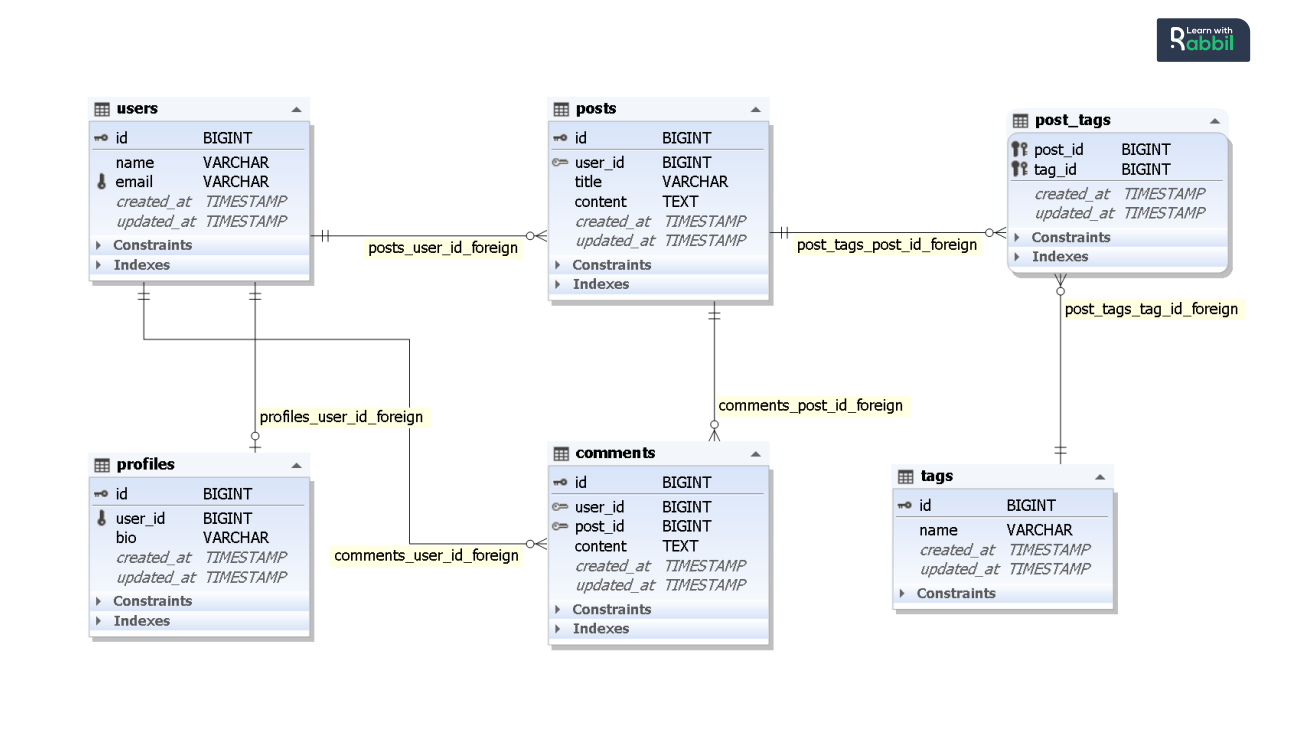 Learn with
Rabbil
users
id BIGINT
name VARCHAR
email VARCHAR
created_at TIMESTAMP
updated_at TIMESTAMP
Constraints
Indexes
posts
id BIGINT
user_id BIGINT
title VARCHAR
content TEXT
created_at TIMESTAMP
updated_at TIMESTAMP
Constraints
Indexes
post_tags
post_id BIGINT
tag_id BIGINT
created_at TIMESTAMP
updated_at TIMESTAMP
Constraints
Indexes
posts_user_id_foreign
post_tags_post_id_foreign
post_tags_tag_id_foreign
profiles_user_id_foreign
comments_post_id_foreign
comments_user_id_foreign
profiles
id BIGINT
user_id BIGINT
bio VARCHAR
created_at TIMESTAMP
updated_at TIMESTAMP
Constraints
Indexes
comments
id BIGINT
user_id BIGINT
post_id BIGINT
content TEXT
created_at TIMESTAMP
updated_at TIMESTAMP
Constraints
Indexes
tags
id BIGINT
name VARCHAR
created_at TIMESTAMP
updated_at TIMESTAMP
Constraints